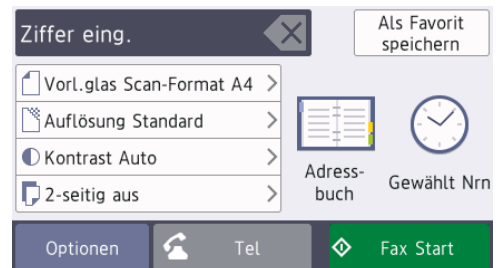 Ziffer eing.
Als Favorit
speichern
Vorl.glas Scan-Format A4
Auflösung Standard
Kontrast Auto
2-seitig aus
Adress-
buch
Gewählt Nrn
Optionen
Tel
Fax Start